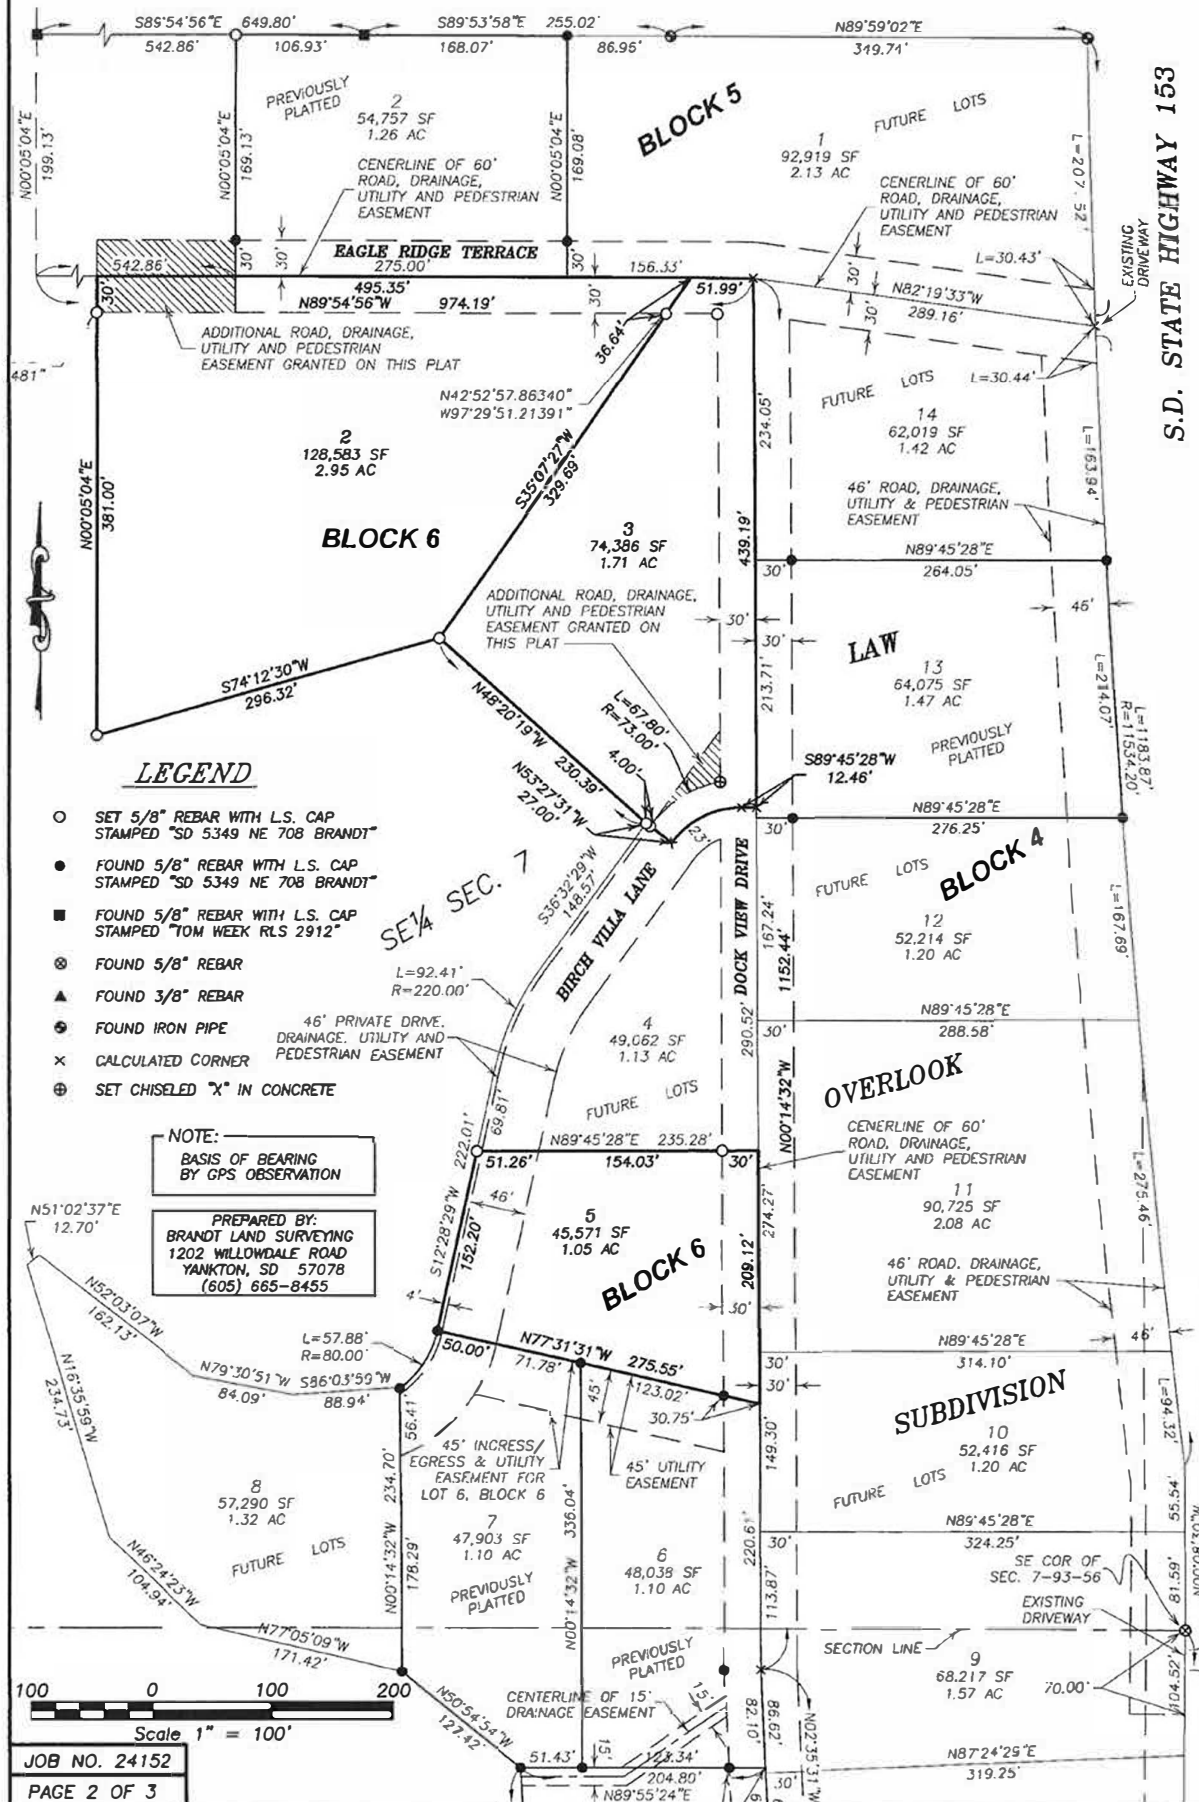 S89°54'56"E 649.80'
542.86' 106.93'
S89°53'58"E 255.02'
168.07' 86.96'
N89°59'02"E
349.71'
N00°05'04"E
199.13'
N00°05'04"E
169.13'
PREVIOUSLY
PLATTED
2
54,757 SF
1.26 AC
N00°05'04"E
169.08'
BLOCK 5
1
92,919 SF
2.13 AC
FUTURE LOTS
L=207.52'
S.D. STATE HIGHWAY 153
CENERLINE OF 60'
ROAD, DRAINAGE,
UTILITY AND PEDESTRIAN
EASEMENT
CENERLINE OF 60'
ROAD, DRAINAGE,
UTILITY AND PEDESTRIAN
EASEMENT
EXISTING
DRIVEWAY
L=30.43'
N82°19'33"W
289.16'
30'
30'
L=30.44'
542.86'
30'
30'
30'
EAGLE RIDGE TERRACE
275.00'
30'
156.33'
495.35'
N89°54'56"W 974.19'
30'
51.99'
30'
ADDITIONAL ROAD, DRAINAGE,
UTILITY AND PEDESTRIAN
EASEMENT GRANTED ON THIS PLAT
481"
36.64'
N42°52'57.86340"
W97°29'51.21391"
2
128,583 SF
2.95 AC
BLOCK 6
N00°05'04"E
381.00'
S35°07'27"W
329.69'
234.05'
439.19'
FUTURE LOTS
14
62,019 SF
1.42 AC
L=163.94'
46' ROAD, DRAINAGE,
UTILITY & PEDESTRIAN
EASEMENT
N89°45'28"E
264.05'
30'
3
74,386 SF
1.71 AC
ADDITIONAL ROAD, DRAINAGE,
UTILITY AND PEDESTRIAN
EASEMENT GRANTED ON
THIS PLAT
30'
30'
46'
LAW
13
64,075 SF
1.47 AC
L=214.07'
L=1183.87'
R=11534.20'
213.71'
PREVIOUSLY
PLATTED
S74°12'30"W
296.32'
N48°20'19"W 230.39'
L=67.80'
R=73.00'
4.00'
N53°27'31"W
27.00'
S89°45'28"W
12.46'
23'
N89°45'28"E
276.25'
30'
LEGEND
SET 5/8" REBAR WITH L.S. CAP
STAMPED "SD 5349 NE 708 BRANDT"
FOUND 5/8" REBAR WITH L.S. CAP
STAMPED "SD 5349 NE 708 BRANDT"
FOUND 5/8" REBAR WITH L.S. CAP
STAMPED "TOM WEEK RLS 2912"
FOUND 5/8" REBAR
FOUND 3/8" REBAR
FOUND IRON PIPE
CALCULATED CORNER
SET CHISELED "X" IN CONCRETE
SE¼ SEC. 7
S36°32'29"W
148.57'
BIRCH VILLA LANE
DOCK VIEW DRIVE
167.24'
1152.44'
290.52'
N00°14'32"W
FUTURE LOTS
BLOCK 4
12
52,214 SF
1.20 AC
L=167.69'
L=92.41'
R=220.00'
46' PRIVATE DRIVE,
DRAINAGE, UTILITY AND
PEDESTRIAN EASEMENT
4
49,062 SF
1.13 AC
FUTURE LOTS
N89°45'28"E
288.58'
30'
OVERLOOK
222.01'
69.81'
N89°45'28"E 235.28'
51.26' 154.03' 30'
CENERLINE OF 60'
ROAD, DRAINAGE,
UTILITY AND PEDESTRIAN
EASEMENT
11
90,725 SF
2.08 AC
L=275.46'
NOTE:
BASIS OF BEARING
BY GPS OBSERVATION
PREPARED BY:
BRANDT LAND SURVEYING
1202 WILLOWDALE ROAD
YANKTON, SD 57078
(605) 665-8455
46'
S12°28'29"W
152.20'
5
45,571 SF
1.05 AC
BLOCK 6
274.27'
209.12'
30'
46' ROAD, DRAINAGE,
UTILITY & PEDESTRIAN
EASEMENT
46'
N51°02'37"E
12.70'
N52°03'07"W
162.13'
4'
L=57.88'
R=80.00'
50.00'
N77°31'31"W 275.55'
71.78' 123.02'
45'
30.75'
N89°45'28"E
314.10'
30'
30'
N16°35'59"W
234.73'
N79°30'51"W
84.09'
S86°03'59"W
88.94'
56.41'
45' INCRESS/
EGRESS & UTILITY
EASEMENT FOR
LOT 6, BLOCK 6
45' UTILITY
EASEMENT
149.30'
SUBDIVISION
10
52,416 SF
1.20 AC
FUTURE LOTS
L=94.32'
55.54'
8
57,290 SF
1.32 AC
FUTURE LOTS
N00°14'32"W 234.70'
178.29'
7
47,903 SF
1.10 AC
PREVIOUSLY
PLATTED
N00°14'32"W 336.04'
6
48,038 SF
1.10 AC
220.61'
113.87'
N89°45'28"E
324.25'
30'
SE COR OF
SEC. 7-93-56
81.59'
EXISTING
DRIVEWAY
N46°24'23"W
104.94'
N77°05'09"W
171.42'
SECTION LINE
PREVIOUSLY
PLATTED
9
68,217 SF
1.57 AC
70.00'
104.52'
100 0 100 200
Scale 1" = 100'
N50°54'54"W
127.42'
CENTERLINE OF 15'
DRAINAGE EASEMENT
15'
15'
82.10'
86.62'
N02°35'31"W
51.43' 123.34'
204.80'
N89°55'24"E
30'
N87°24'29"E
319.25'
JOB NO. 24152
PAGE 2 OF 3